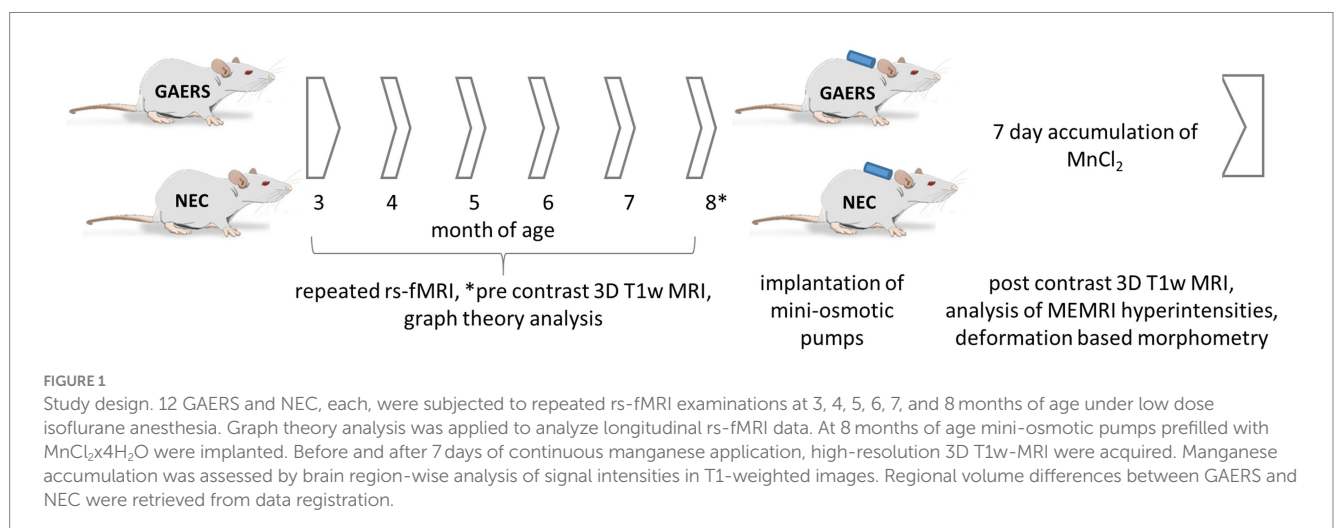 GAERS
GAERS
7 day accumulation of
MnCl₂
NEC
NEC
3 4 5 6 7 8*
month of age
repeated rs-fMRI, *pre contrast 3D T1w MRI,
graph theory analysis
implantation of
mini-osmotic
pumps
post contrast 3D T1w MRI,
analysis of MEMRI hyperintensities,
deformation based morphometry
FIGURE 1
Study design. 12 GAERS and NEC, each, were subjected to repeated rs-fMRI examinations at 3, 4, 5, 6, 7, and 8 months of age under low dose
isoflurane anesthesia. Graph theory analysis was applied to analyze longitudinal rs-fMRI data. At 8 months of age mini-osmotic pumps prefilled with
MnCl₂x4H₂O were implanted. Before and after 7 days of continuous manganese application, high-resolution 3D T1w-MRI were acquired. Manganese
accumulation was assessed by brain region-wise analysis of signal intensities in T1-weighted images. Regional volume differences between GAERS and
NEC were retrieved from data registration.